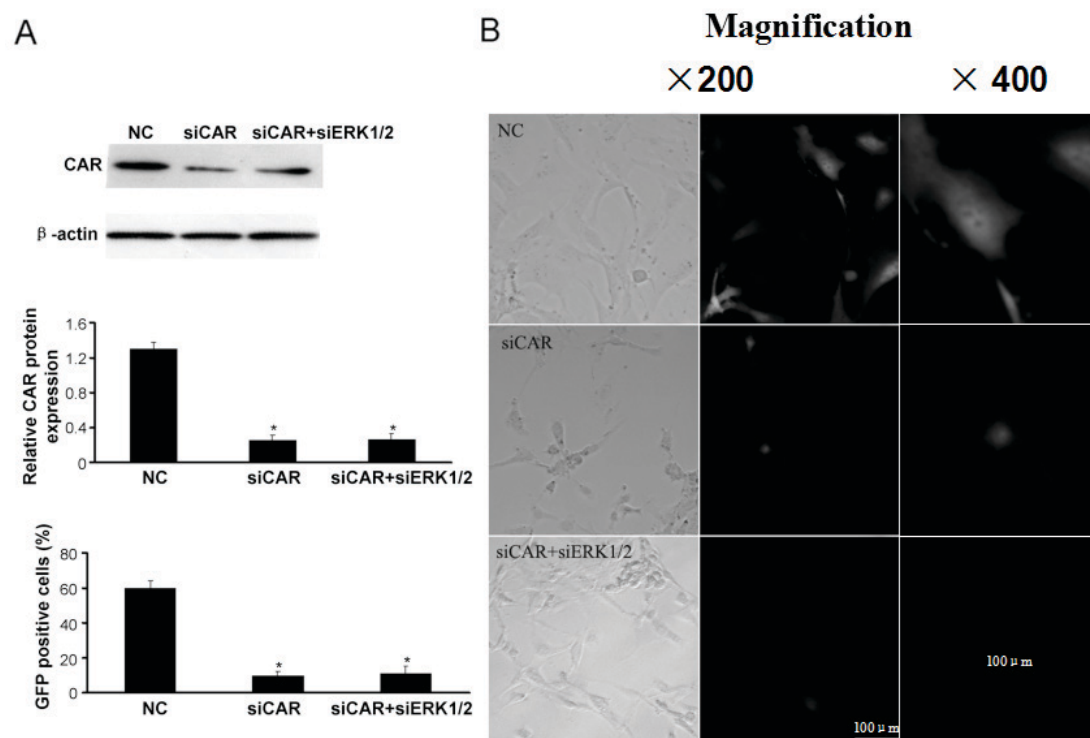 A
NC siCAR siCAR+siERK1/2
CAR
β-actin
Relative CAR protein
expression
1.6
1.2
0.8
0.4
0
* *
NC siCAR siCAR+siERK1/2
GFP positive cells (%)
80
60
40
20
0
* *
NC siCAR siCAR+siERK1/2
B
Magnification
×200 × 400
NC
siCAR
siCAR+siERK1/2
100 μm
100 μm